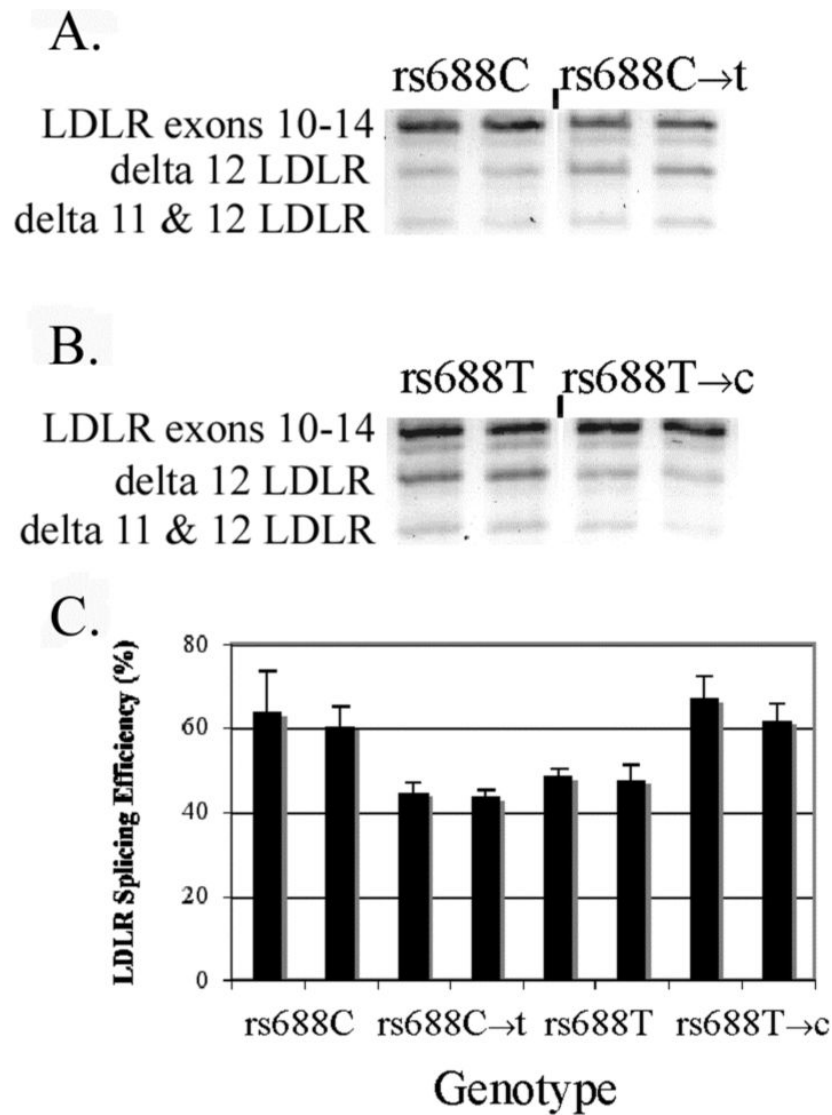 A.
rs688C rs688C→t
LDLR exons 10-14
delta 12 LDLR
delta 11 & 12 LDLR
B.
rs688T rs688T→c
LDLR exons 10-14
delta 12 LDLR
delta 11 & 12 LDLR
C.
LDLR Splicing Efficiency (%)
80
60
40
20
0
rs688C rs688C→t rs688T rs688T→c
Genotype